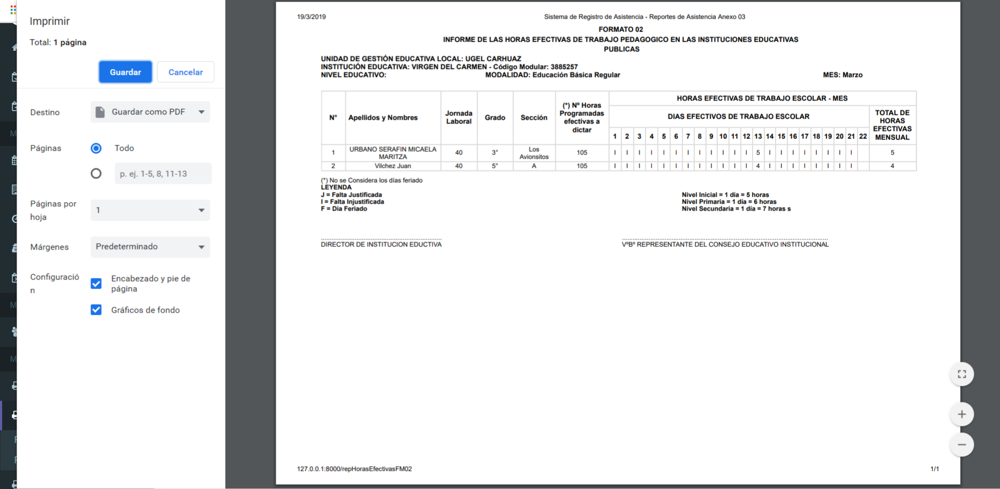 Imprimir
Total: 1 página
Guardar
Cancelar
Destino
Guardar como PDF
Páginas
Todo
p. ej. 1-5, 8, 11-13
Páginas por
hoja
1
Márgenes
Predeterminado
Configuració
n
Encabezado y pie de
página
Gráficos de fondo
M
M
M
19/3/2019
Sistema de Registro de Asistencia - Reportes de Asistencia Anexo 03
FORMATO 02
INFORME DE LAS HORAS EFECTIVAS DE TRABAJO PEDAGOGICO EN LAS INSTITUCIONES EDUCATIVAS
PUBLICAS
UNIDAD DE GESTIÓN EDUCATIVA LOCAL: UGEL CARHUAZ
INSTITUCIÓN EDUCATIVA: VIRGEN DEL CARMEN - Código Modular: 3885257
NIVEL EDUCATIVO: MODALIDAD: Educación Básica Regular MES: Marzo
N° Apellidos y Nombres
Jornada
Laboral
Grado
Sección
(*) Nº Horas
Programadas
efectivas a
dictar
HORAS EFECTIVAS DE TRABAJO ESCOLAR - MES
DIAS EFECTIVOS DE TRABAJO ESCOLAR
TOTAL DE
HORAS
EFECTIVAS
MENSUAL
1 2 3 4 5 6 7 8 9 10 11 12 13 14 15 16 17 18 19 20 21 22
1 URBANO SERAFIN MICAELA
MARITZA
40 3° Los
Avionsitos
105 I I I I I I I I I I I I 5 I I I I I I I I 5
2 Vilchez Juan 40 5° A 105 I I I I I I I I I I I I 4 I I I I I I I I 4
(*) No se Considera los días feriado
LEYENDA
J = Falta Justificada
I = Falta Injustificada
F = Día Feriado
Nivel Inicial = 1 día = 5 horas
Nivel Primaria = 1 día = 6 horas
Nivel Secundaria = 1 día = 7 horas s
DIRECTOR DE INSTITUCION EDUCTIVA
VºBº REPRESENTANTE DEL CONSEJO EDUCATIVO INSTITUCIONAL
127.0.0.1:8000/repHorasEfectivasFM02
1/1